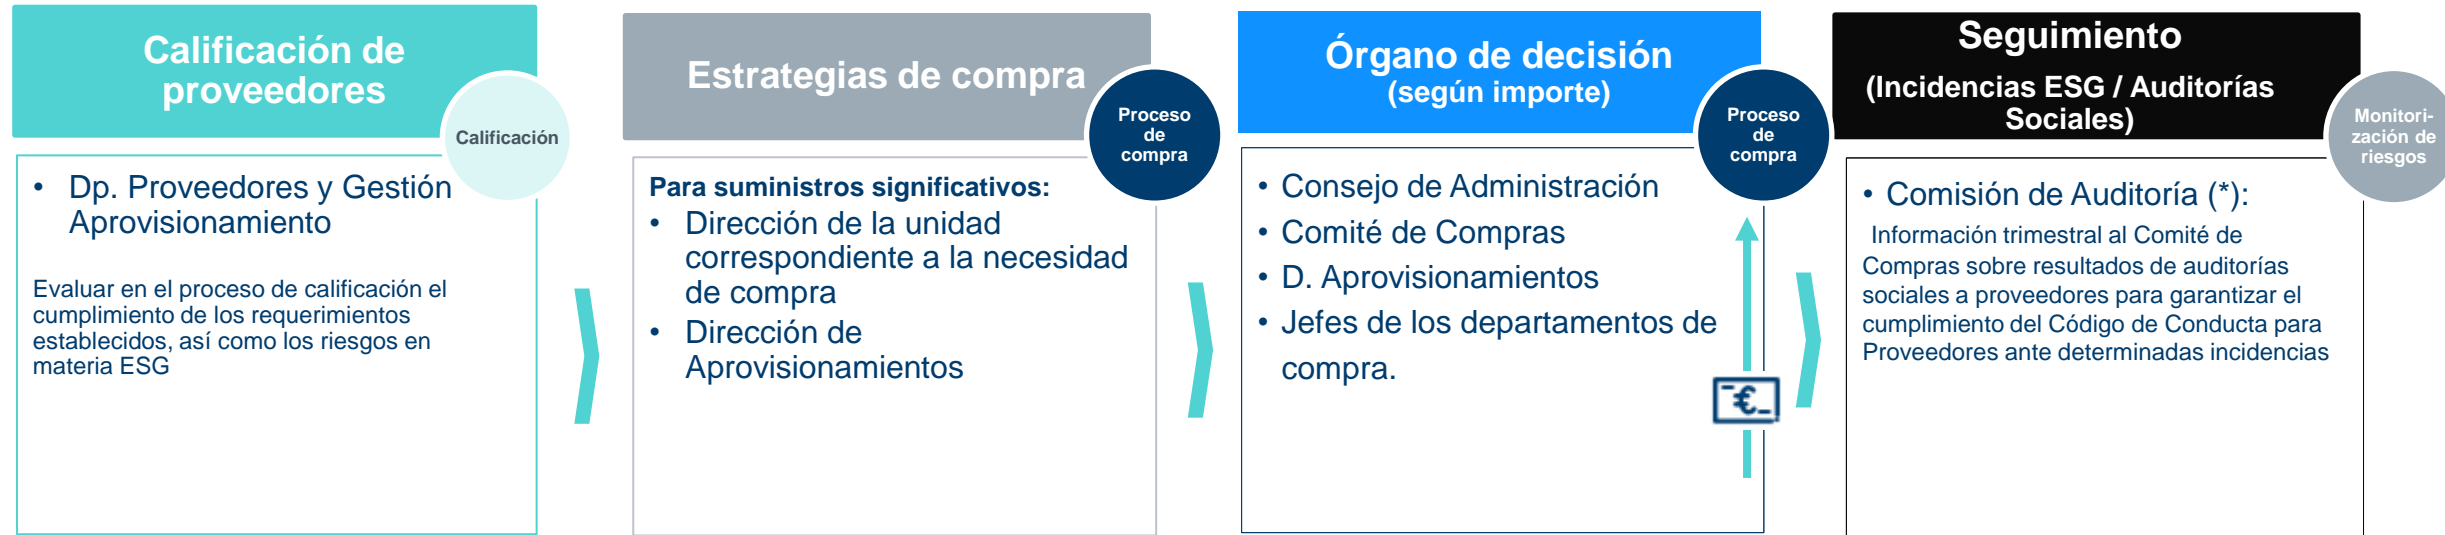 Calificación de
proveedores
Calificación
• Dp. Proveedores y Gestión
Aprovisionamiento
Evaluar en el proceso de calificación el
cumplimiento de los requerimientos
establecidos, así como los riesgos en
materia ESG
Estrategias de compra
Proceso
de
compra
Para suministros significativos:
• Dirección de la unidad
correspondiente a la necesidad
de compra
• Dirección de
Aprovisionamientos
Órgano de decisión
(según importe)
Proceso
de
compra
• Consejo de Administración
• Comité de Compras
• D. Aprovisionamientos
• Jefes de los departamentos de
compra.
€
Seguimiento
(Incidencias ESG / Auditorías
Sociales)
Monitori-
zación de
riesgos
• Comisión de Auditoría (*):
Información trimestral al Comité de
Compras sobre resultados de auditorías
sociales a proveedores para garantizar el
cumplimiento del Código de Conducta para
Proveedores ante determinadas incidencias